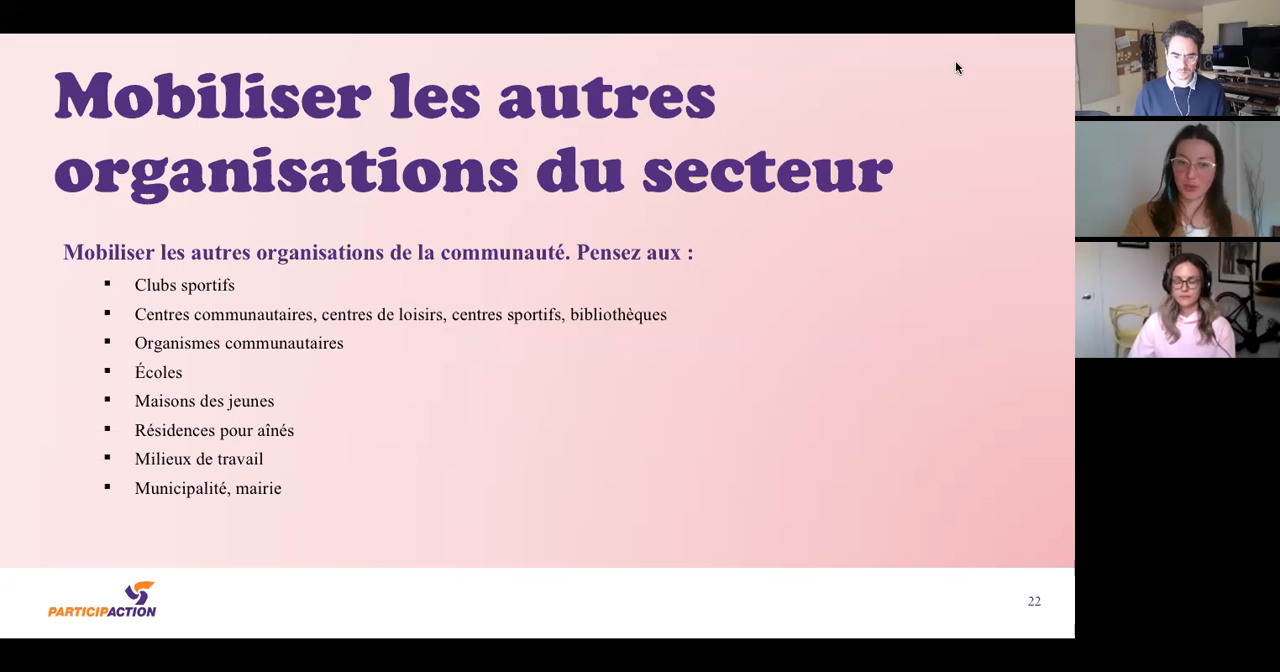 Mobiliser les autres
organisations du secteur
Mobiliser les autres organisations de la communauté. Pensez aux :
▪ Clubs sportifs
▪ Centres communautaires, centres de loisirs, centres sportifs, bibliothèques
▪ Organismes communautaires
▪ Écoles
▪ Maisons des jeunes
▪ Résidences pour aînés
▪ Milieux de travail
▪ Municipalité, mairie
PARTICIPACTION
22